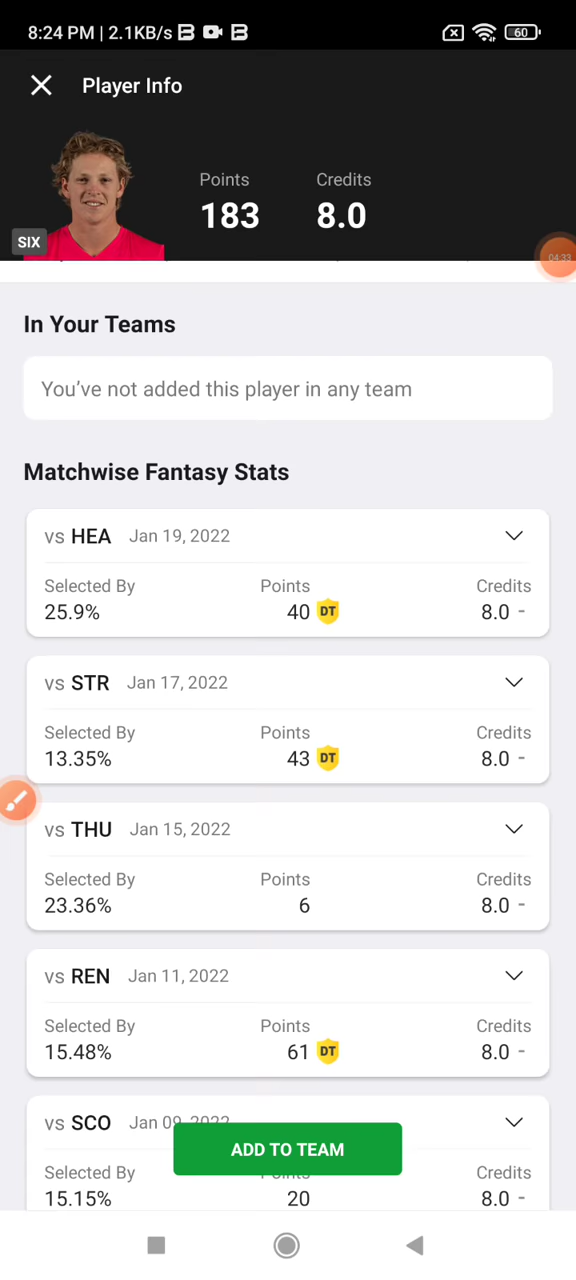 8:24 PM | 2.1KB/s
60
Player Info
Points Credits
183 8.0
SIX
04:33
In Your Teams
You've not added this player in any team
Matchwise Fantasy Stats
vs HEA Jan 19, 2022
Selected By Points Credits
25.9% 40 DT 8.0 -
vs STR Jan 17, 2022
Selected By Points Credits
13.35% 43 DT 8.0 -
vs THU Jan 15, 2022
Selected By Points Credits
23.36% 6 8.0 -
vs REN Jan 11, 2022
Selected By Points Credits
15.48% 61 DT 8.0 -
vs SCO Jan 09, 2022
ADD TO TEAM
Selected By Points Credits
15.15% 20 8.0 -